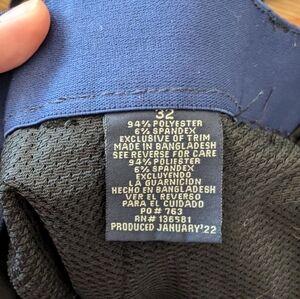 32
94% POLYESTER
6% SPANDEX
EXCLUSIVE OF TRIM
MADE IN BANGLADESH
SEE REVERSE FOR CARE
94% POLIESTER
6% SPANDEX
EXCLUYENDO
LA GUARNICION
HECHO EN BANGLADESH
VER EL REVERSO
PARA EL CUIDADO
PO# 763
RN# 136581
PRODUCED JANUARY'22